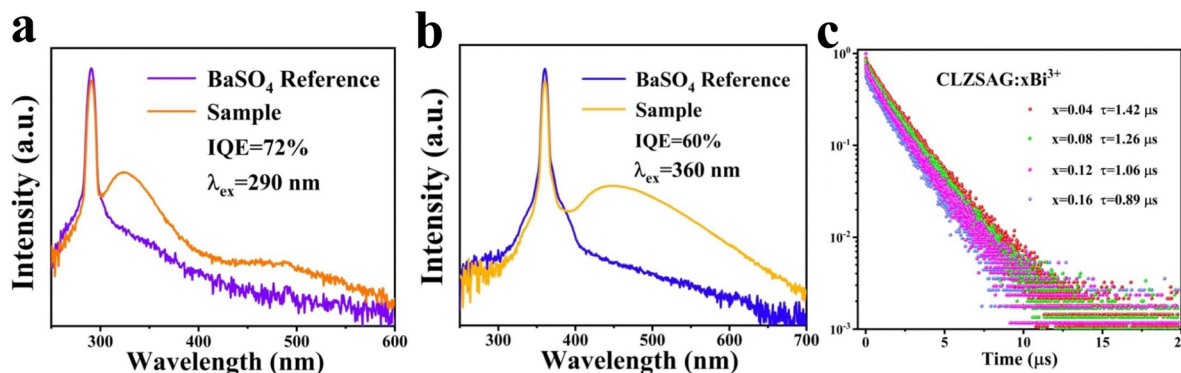 a
BaSO₄ Reference
Sample
IQE=72%
λex=290 nm
Intensity (a.u.)
300
400
500
600
Wavelength (nm)
b
BaSO₄ Reference
Sample
IQE=60%
λex=360 nm
Intensity (a.u.)
300
400
500
600
700
Wavelength (nm)
c
CLZSAG:xBi³⁺
x=0.04 τ=1.42 μs
x=0.08 τ=1.26 μs
x=0.12 τ=1.06 μs
x=0.16 τ=0.89 μs
10⁰
10⁻¹
10⁻²
10⁻³
0
5
10
15
2
Time (μs)